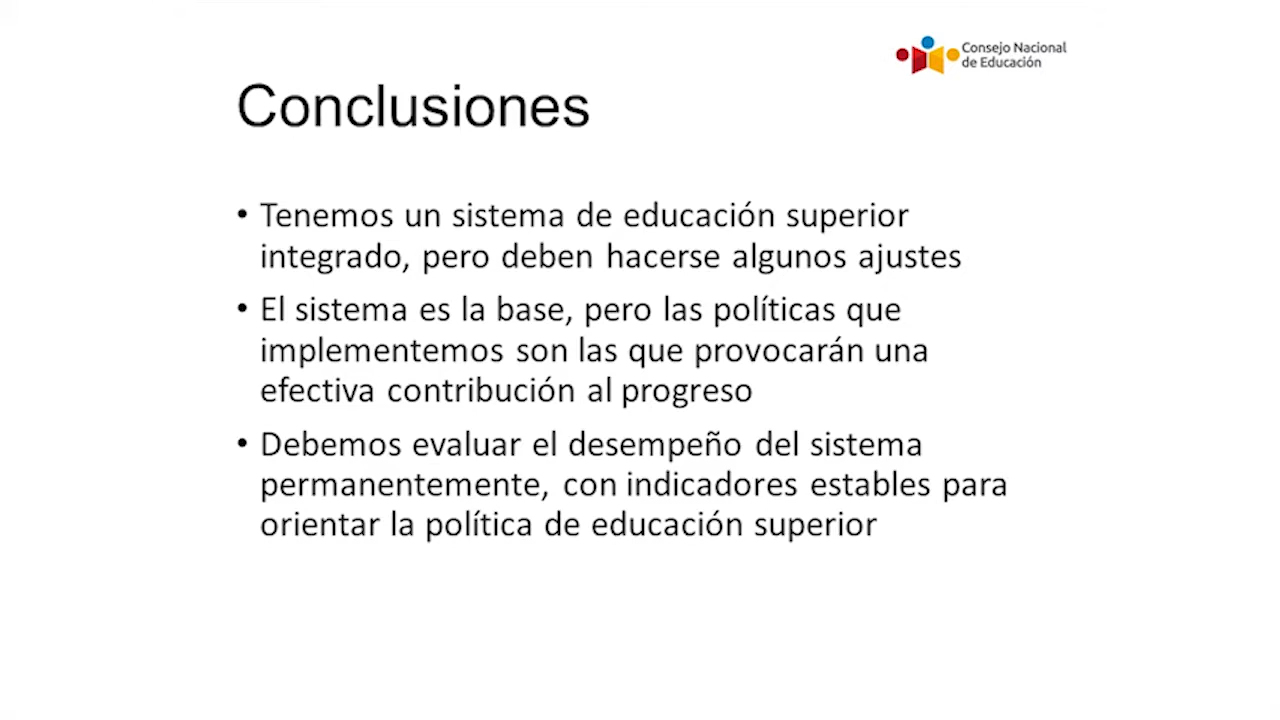 Consejo Nacional
de Educación
Conclusiones
• Tenemos un sistema de educación superior
integrado, pero deben hacerse algunos ajustes
• El sistema es la base, pero las políticas que
implementemos son las que provocarán una
efectiva contribución al progreso
• Debemos evaluar el desempeño del sistema
permanentemente, con indicadores estables para
orientar la política de educación superior